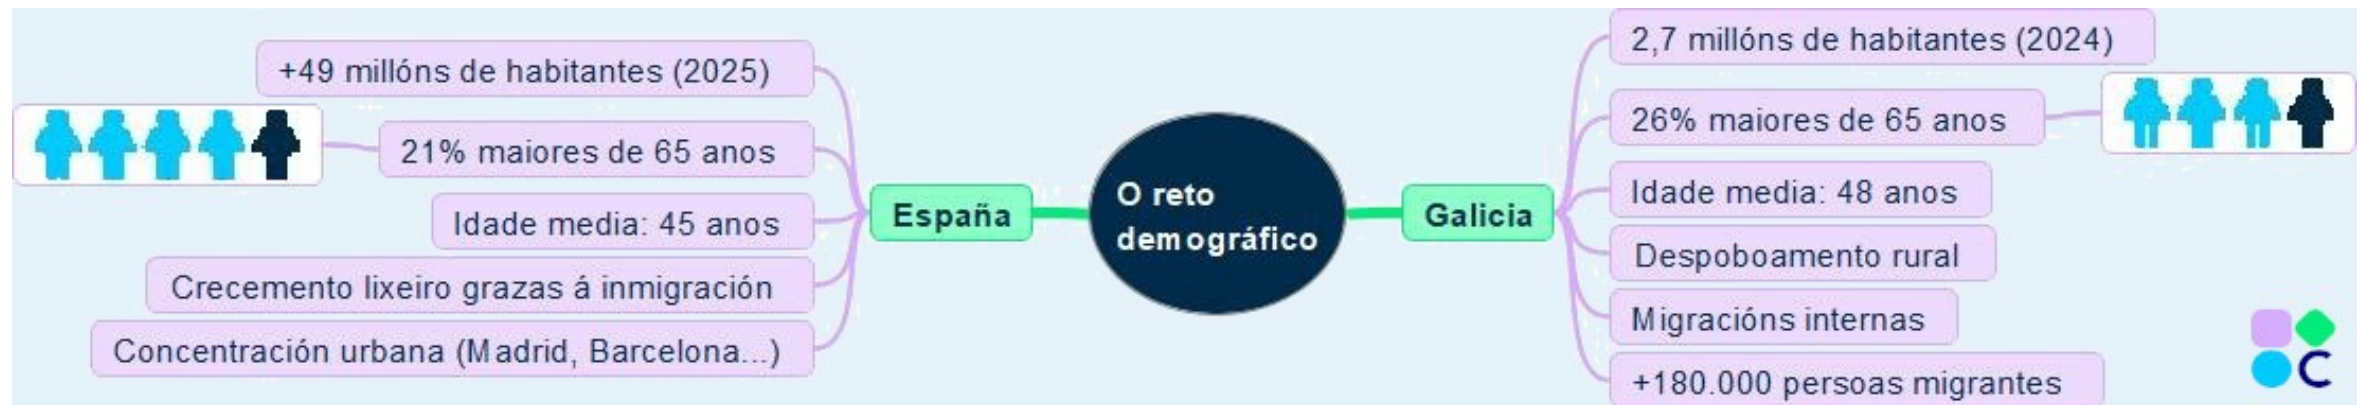 O reto
demográfico
España
+49 millóns de habitantes (2025)
21% maiores de 65 anos
Idade media: 45 anos
Crecemento lixeiro grazas á inmigración
Concentración urbana (Madrid, Barcelona...)
Galicia
2,7 millóns de habitantes (2024)
26% maiores de 65 anos
Idade media: 48 anos
Despoboamento rural
Migracións internas
+180.000 persoas migrantes